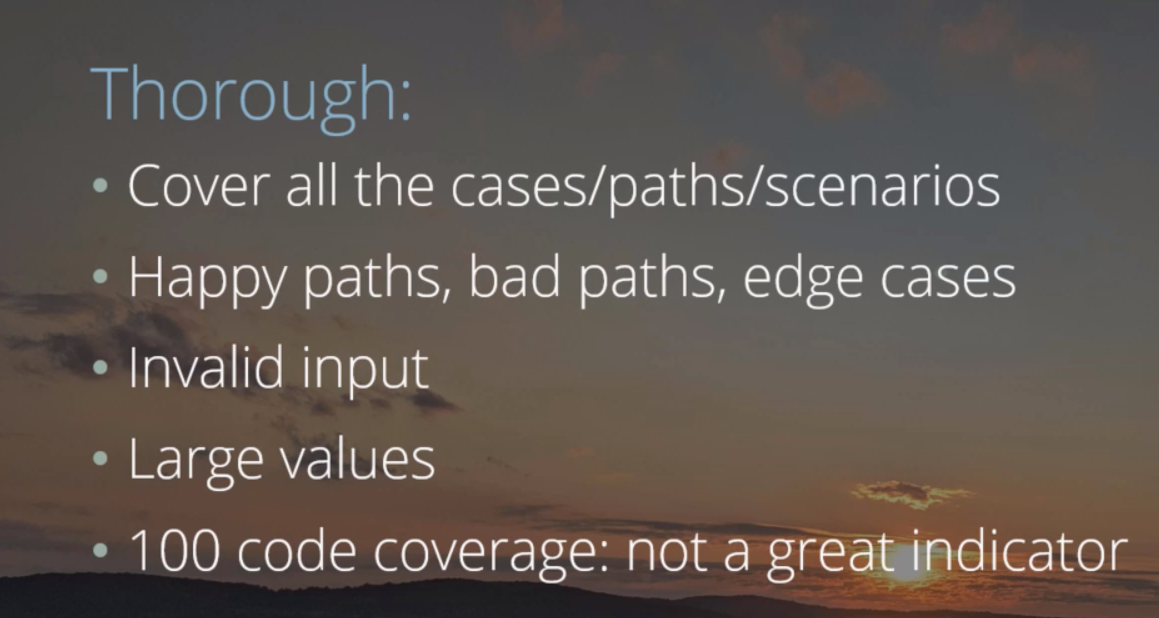 Thorough:
• Cover all the cases/paths/scenarios
• Happy paths, bad paths, edge cases
• Invalid input
• Large values
• 100 code coverage: not a great indicator